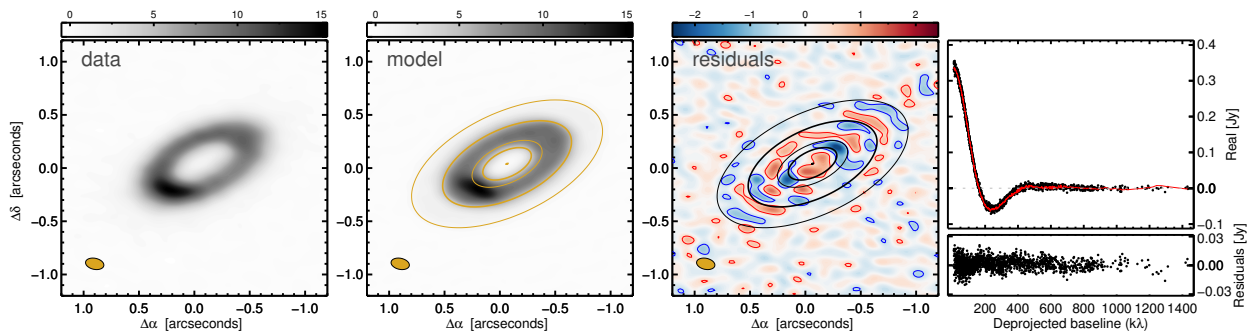 0 5 10 15
0 5 10 15
−2 −1 0 1 2
data
model
residuals
1.0
0.5
0.0
−0.5
−1.0
Δδ [arcseconds]
1.0 0.5 0.0 −0.5 −1.0
Δα [arcseconds]
1.0
0.5
0.0
−0.5
−1.0
1.0 0.5 0.0 −0.5 −1.0
Δα [arcseconds]
1.0
0.5
0.0
−0.5
−1.0
1.0 0.5 0.0 −0.5 −1.0
Δα [arcseconds]
0.4
0.3
0.2
0.1
0.0
−0.1
Real [Jy]
0.03
0.00
−0.03
Residuals [Jy]
200 400 600 800 1000 1200 1400
Deprojected baseline (kλ)